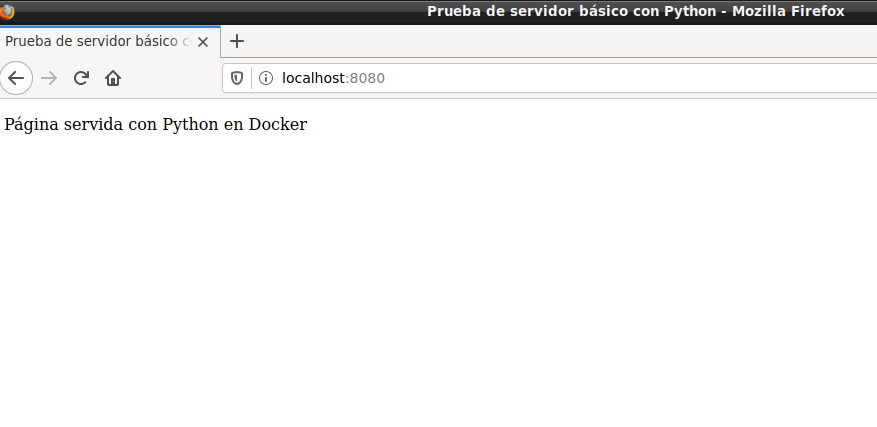 Prueba de servidor básico con Python - Mozilla Firefox
Prueba de servidor básico c
localhost:8080
Página servida con Python en Docker